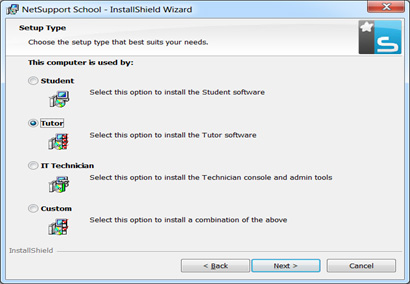 NetSupport School - InstallShield Wizard
Setup Type
Choose the setup type that best suits your needs.
This computer is used by:
Student
Select this option to install the Student software
Tutor
Select this option to install the Tutor software
IT Technician
Select this option to install the Technician console and admin tools
Custom
Select this option to install a combination of the above
InstallShield
< Back Next > Cancel